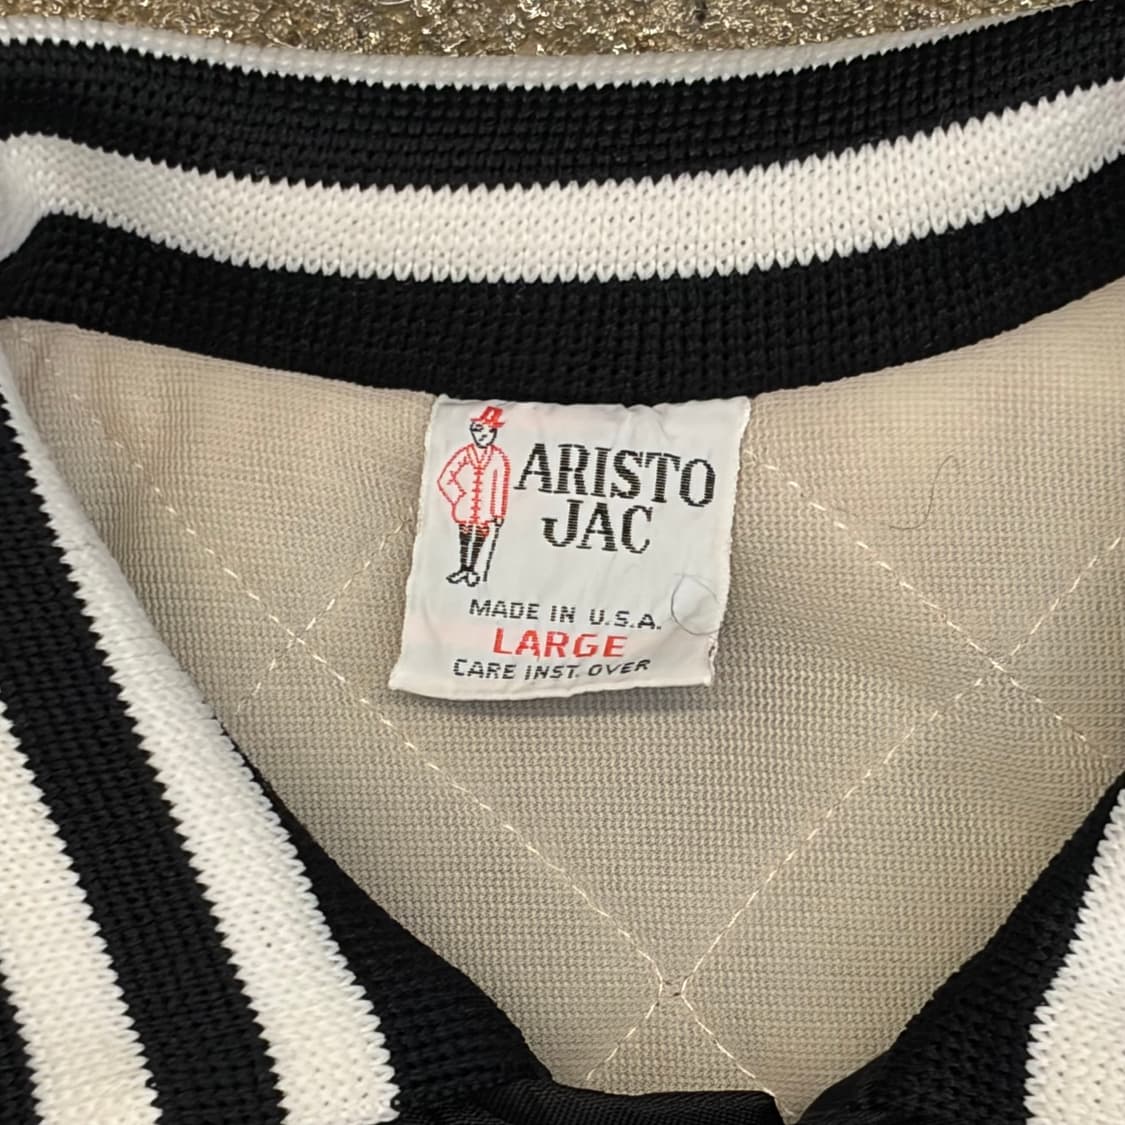 ARISTO
JAC
MADE IN U.S.A.
LARGE
CARE INST. OVER